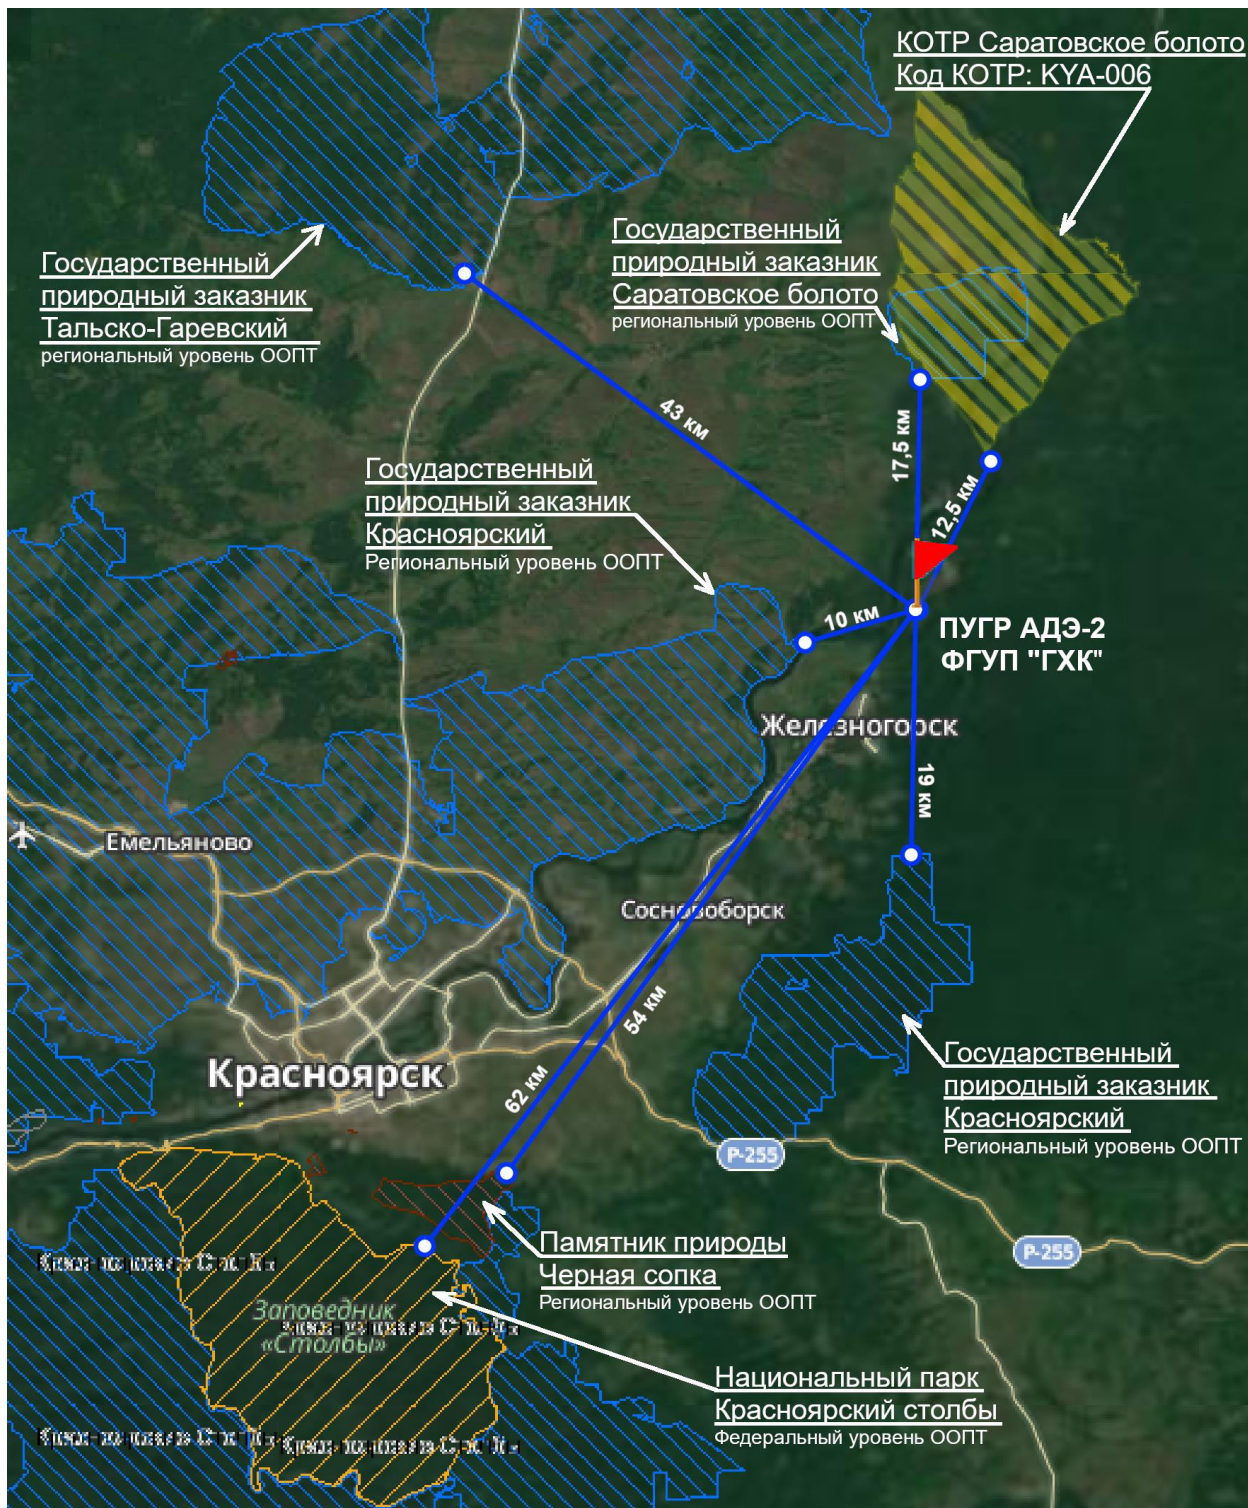 КОТР Саратовское болото
Код КОТР: KYA-006
Государственный
природный заказник
Саратовское болото
региональный уровень ООПТ
Государственный
природный заказник
Тальско-Гаревский
региональный уровень ООПТ
43 км
17,5 км
12,5 км
Государственный
природный заказник
Красноярский
Региональный уровень ООПТ
10 км
ПУГР АДЭ-2
ФГУП "ГХК"
Железногорск
19 км
Емельяново
Сосновоборск
54 км
62 км
Красноярск
Государственный
природный заказник
Красноярский
Региональный уровень ООПТ
Р-255
Р-255
Памятник природы
Черная сопка
Региональный уровень ООПТ
Заповедник
«Столбы»
Национальный парк
Красноярский столбы
Федеральный уровень ООПТ